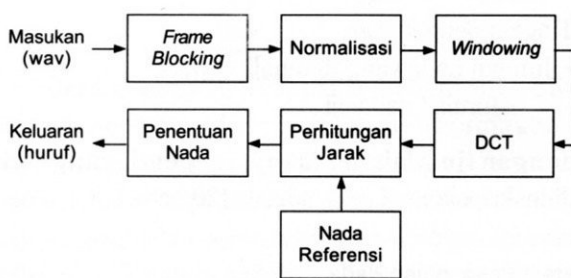 Masukan
(wav)
Frame
Blocking
Normalisasi
Windowing
Keluaran
(huruf)
Penentuan
Nada
Perhitungan
Jarak
DCT
Nada
Referensi